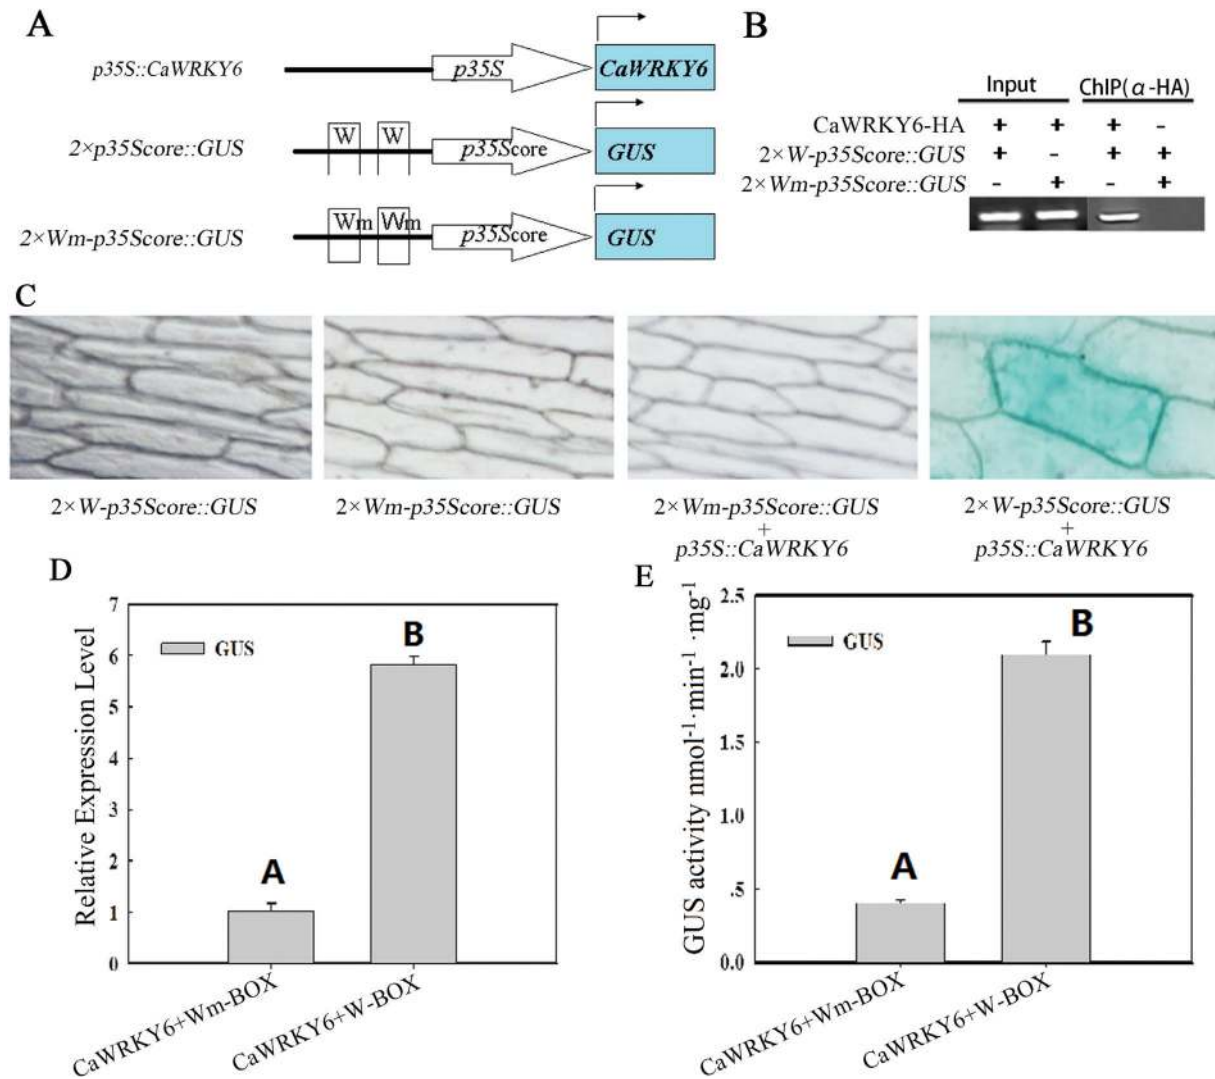 A
p35S::CaWRKY6
p35S
CaWRKY6
W W
2×p35Score::GUS
p35Score
GUS
Wm Wm
2×Wm-p35Score::GUS
p35Score
GUS
B
Input ChIP(α-HA)
CaWRKY6-HA + + + -
2×W-p35Score::GUS + - + +
2×Wm-p35Score::GUS - + - +
C
2×W-p35Score::GUS
2×Wm-p35Score::GUS
2×Wm-p35Score::GUS
+
p35S::CaWRKY6
2×W-p35Score::GUS
+
p35S::CaWRKY6
D
Relative Expression Level
7
6
5
4
3
2
1
0
GUS
A
B
CaWRKY6+Wm-BOX
CaWRKY6+W-BOX
E
GUS activity nmol⁻¹·min⁻¹·mg⁻¹
2.5
2.0
1.5
1.0
.5
0.0
GUS
A
B
CaWRKY6+Wm-BOX
CaWRKY6+W-BOX